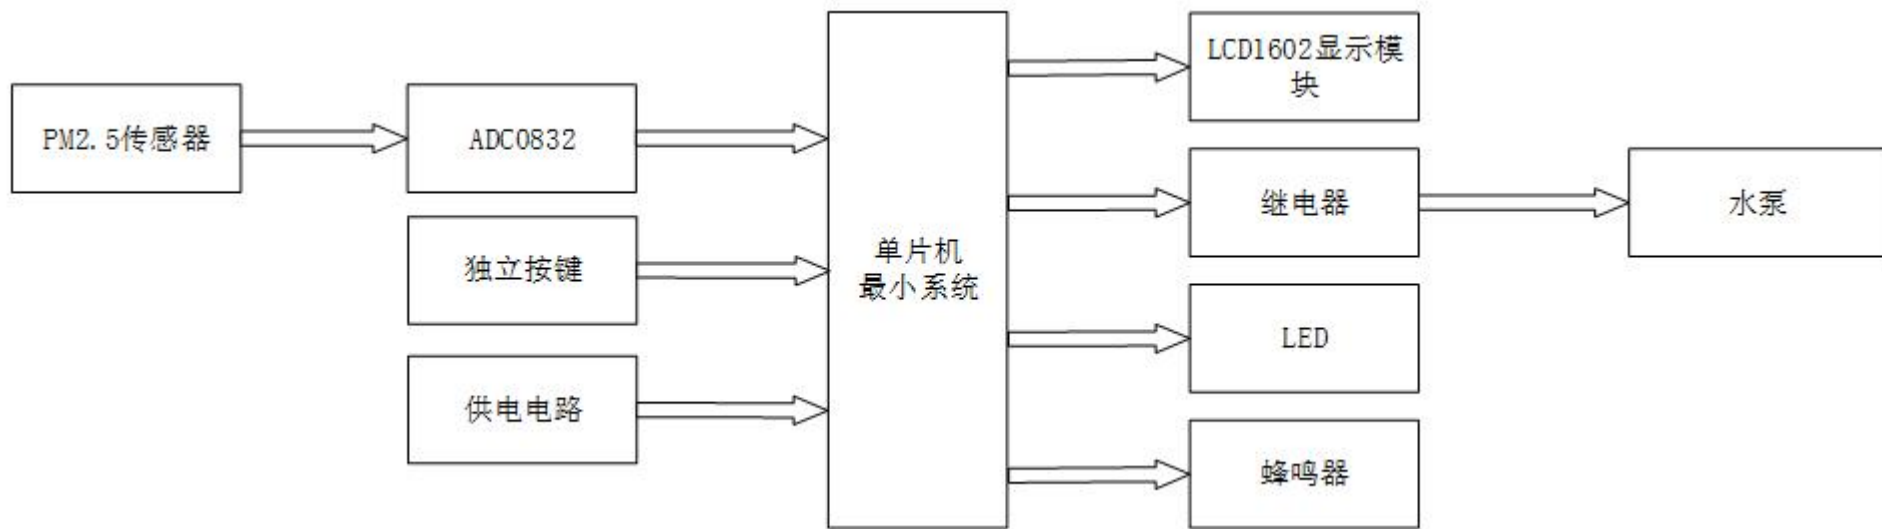 PM2.5传感器
ADC0832
独立按键
供电电路
单片机
最小系统
LCD1602显示模
块
继电器
水泵
LED
蜂鸣器